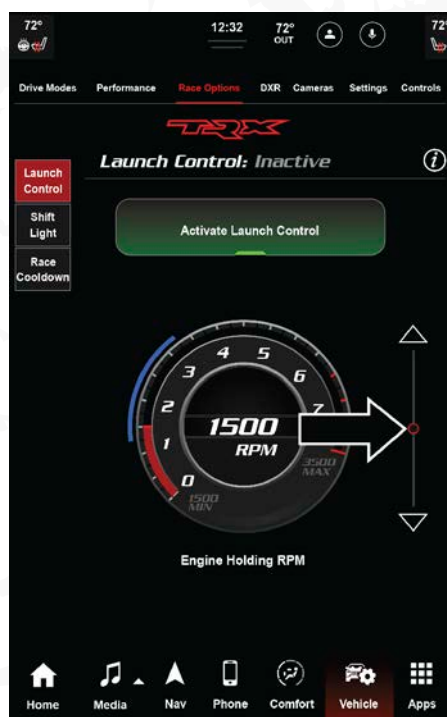 72°
12:32
72°
OUT
72°
Drive Modes Performance Race Options DXR Cameras Settings Controls
TRX
Launch Control: Inactive
i
Launch
Control
Shift
Light
Race
Cooldown
Activate Launch Control
0 1 2 3 4 5 6 7
1500
RPM
1500
MIN
3500
MAX
Engine Holding RPM
Home Media Nav Phone Comfort Vehicle Apps